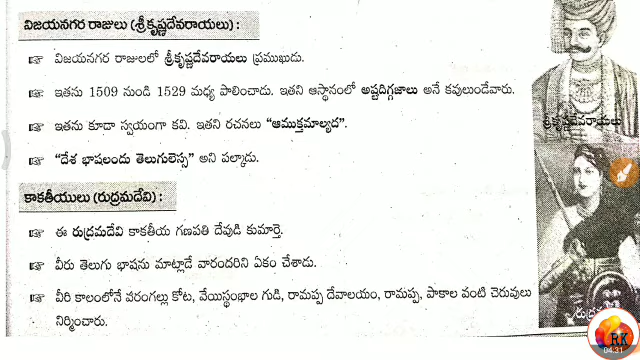 విజయనగర రాజులు (శ్రీకృష్ణదేవరాయలు) :
విజయనగర రాజులలో శ్రీకృష్ణదేవరాయలు ప్రముఖుడు.
ఇతను 1509 నుండి 1529 మధ్య పాలించాడు. ఇతని ఆస్థానంలో అష్టదిగ్గజాలు అనే కవులుండేవారు.
ఇతను కూడా స్వయంగా కవి. ఇతని రచనలు “ఆముక్తమాల్యద”.
శ్రీకృష్ణదేవరాయలు
“దేశ భాషలందు తెలుగులెస్స” అని పల్కాడు.
కాకతీయులు (రుద్రమదేవి) :
ఈ రుద్రమదేవి కాకతీయ గణపతి దేవుడి కుమార్తె.
వీరు తెలుగు భాషను మాట్లాడే వారందరిని ఏకం చేశాడు.
వీరి కాలంలోనే వరంగల్లు కోట, వేయిస్థంభాల గుడి, రామప్ప దేవాలయం, రామప్ప, పాకాల వంటి చెరువులు
నిర్మించారు.
RK
04:31